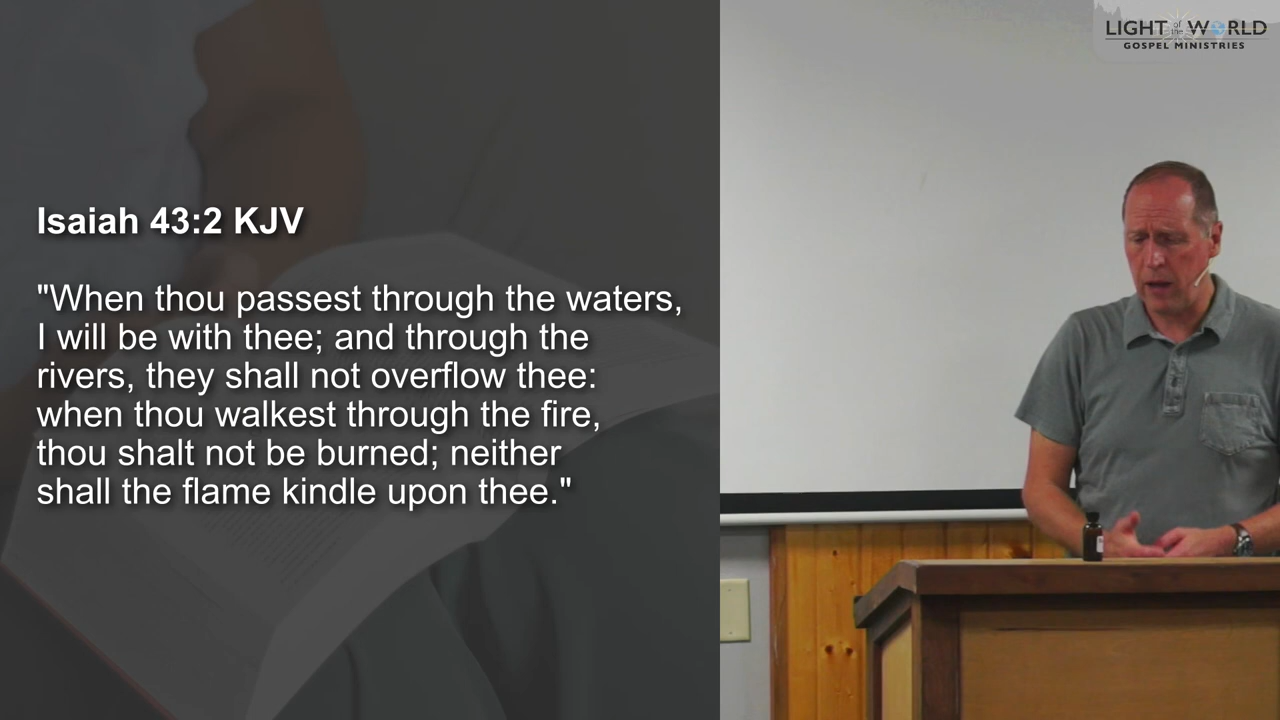 Isaiah 43:2 KJV
"When thou passest through the waters,
I will be with thee; and through the
rivers, they shall not overflow thee:
when thou walkest through the fire,
thou shalt not be burned; neither
shall the flame kindle upon thee."
LIGHT of the WORLD
GOSPEL MINISTRIES